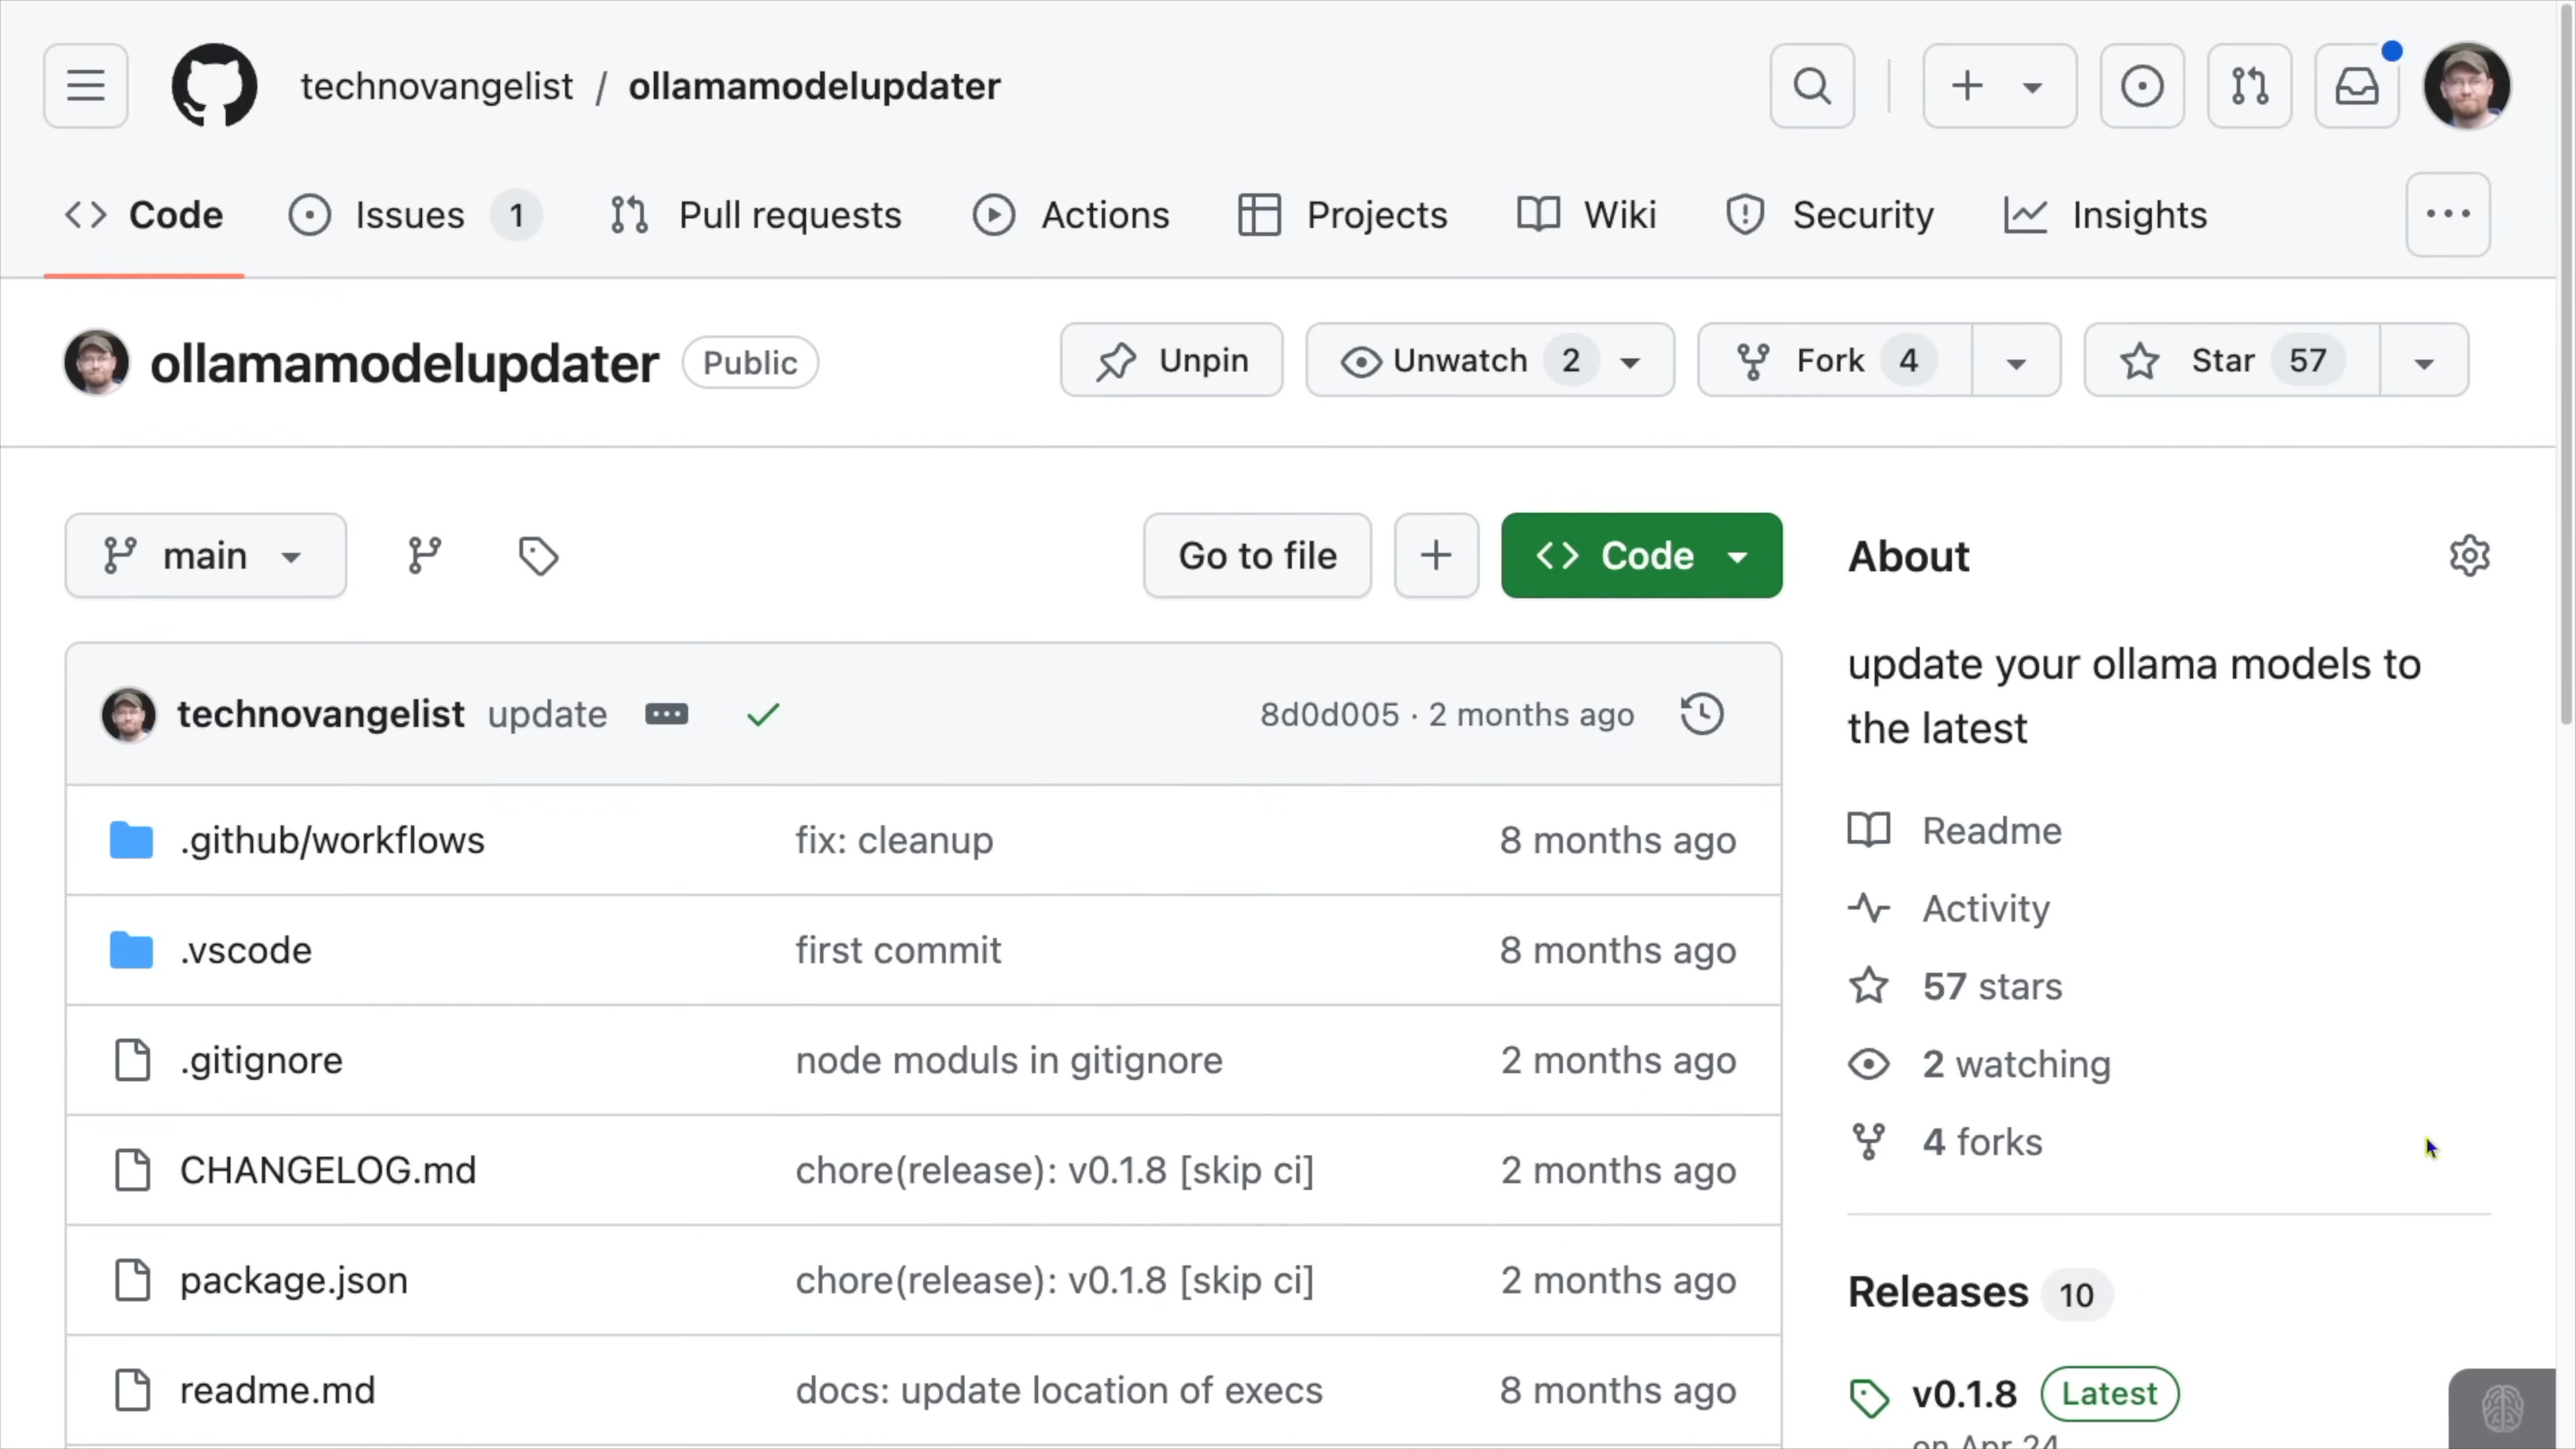 technovangelist / ollamamodelupdater
Code Issues 1 Pull requests Actions Projects Wiki Security Insights
ollamamodelupdater Public Unpin Unwatch 2 Fork 4 Star 57
main Go to file Code
technovangelist update 8d0d005 · 2 months ago
.github/workflows fix: cleanup 8 months ago
.vscode first commit 8 months ago
.gitignore node moduls in gitignore 2 months ago
CHANGELOG.md chore(release): v0.1.8 [skip ci] 2 months ago
package.json chore(release): v0.1.8 [skip ci] 2 months ago
readme.md docs: update location of execs 8 months ago
About
update your ollama models to
the latest
Readme
Activity
57 stars
2 watching
4 forks
Releases 10
v0.1.8 Latest
on Apr 24